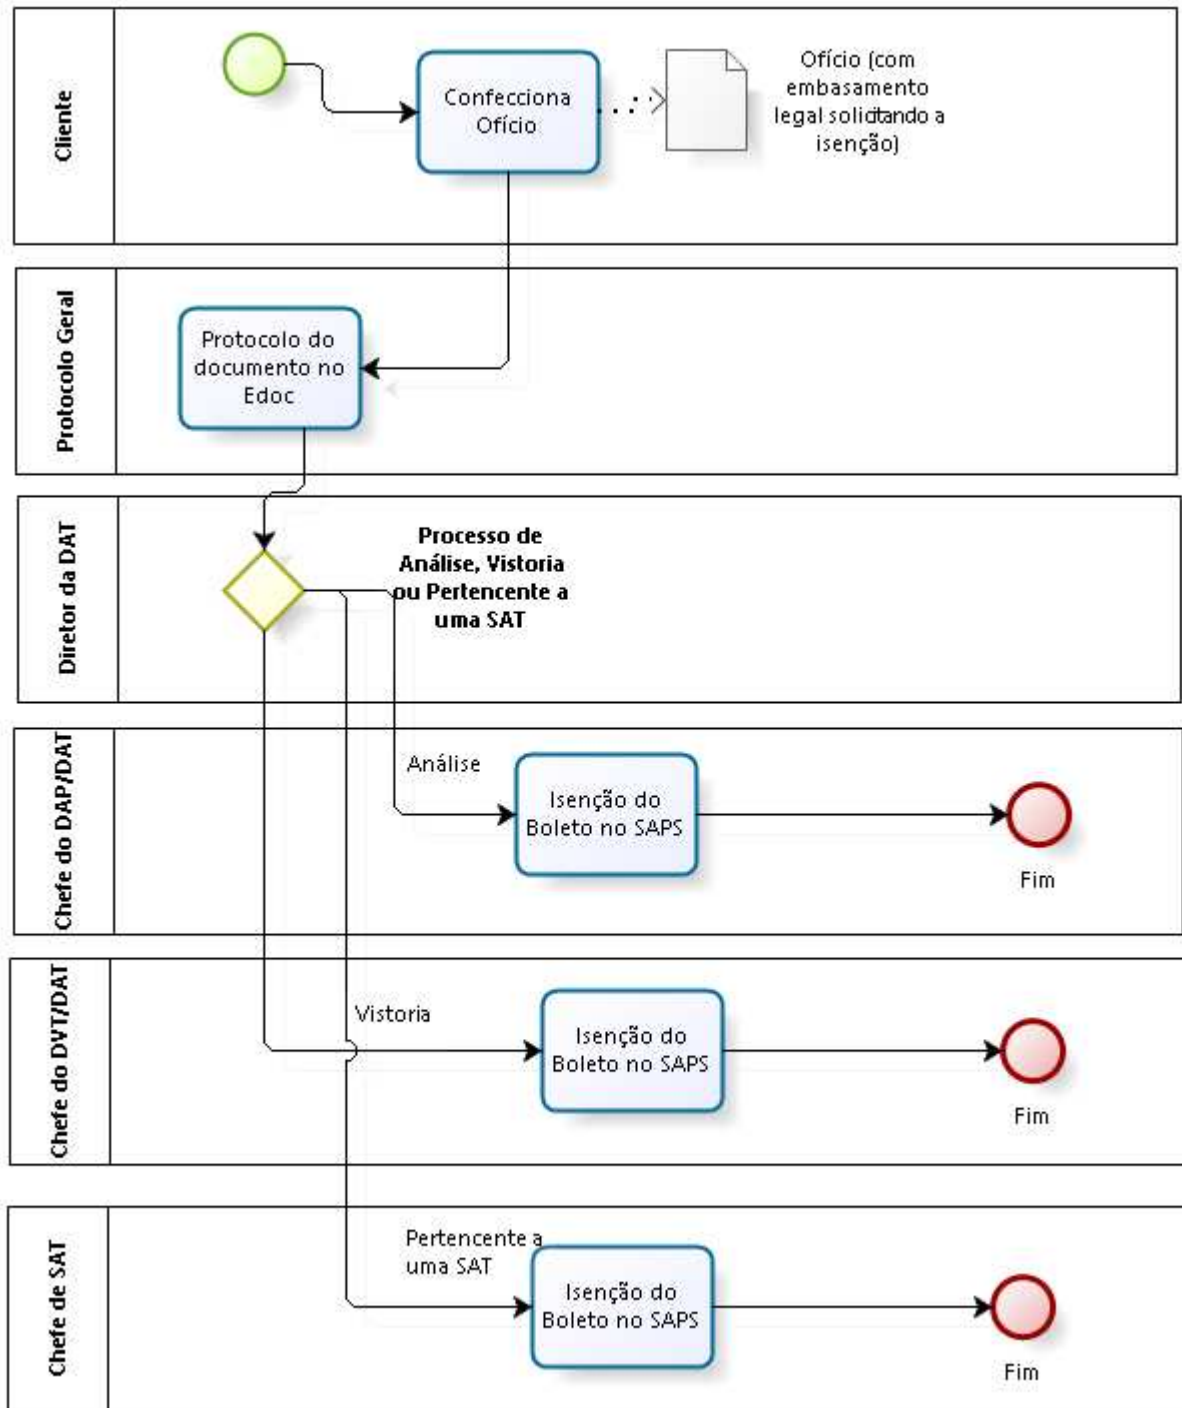 Cliente
Confecciona
Ofício
Ofício (com
embasamento
legal solicitando a
isenção)
Protocolo Geral
Protocolo do
documento no
Edoc
Diretor da DAT
Processo de
Análise, Vistoria
ou Pertencente a
uma SAT
Chefe do DAP/DAT
Análise
Isenção do
Boleto no SAPS
Fim
Chefe do DVT/DAT
Vistoria
Isenção do
Boleto no SAPS
Fim
Chefe de SAT
Pertencente a
uma SAT
Isenção do
Boleto no SAPS
Fim